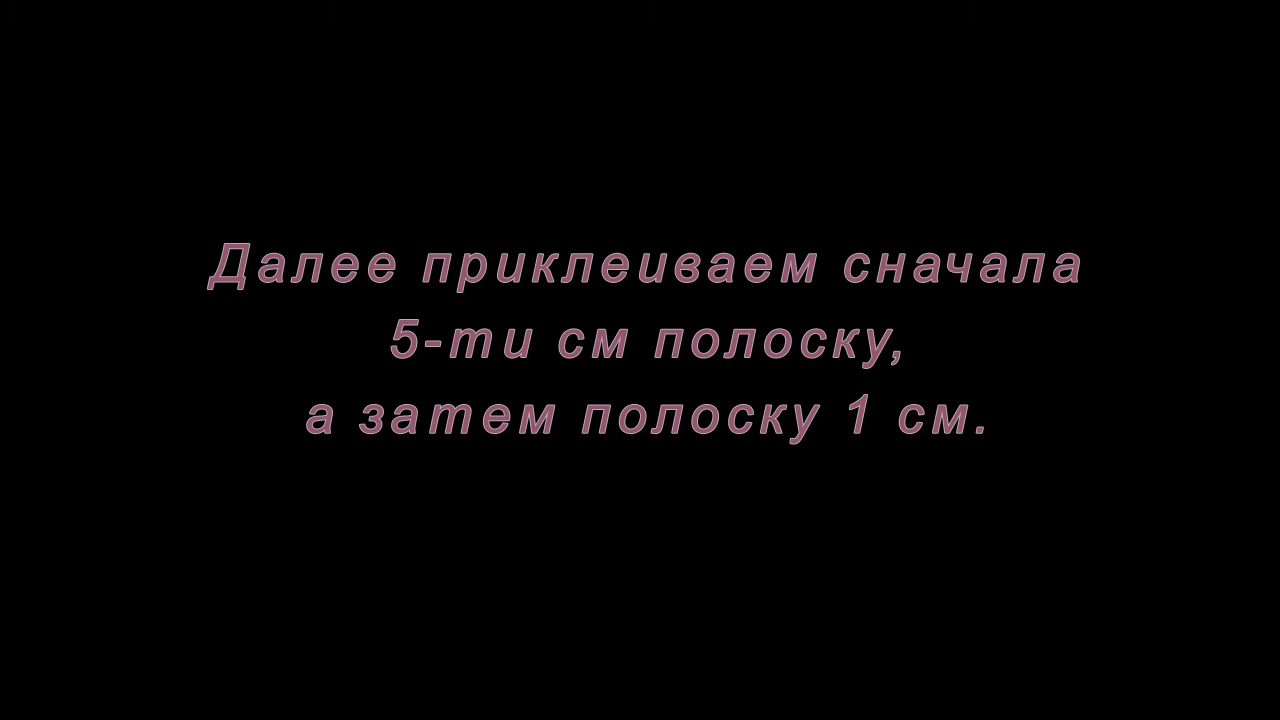 Далее приклеиваем сначала
5-ти см полоску,
а затем полоску 1 см.